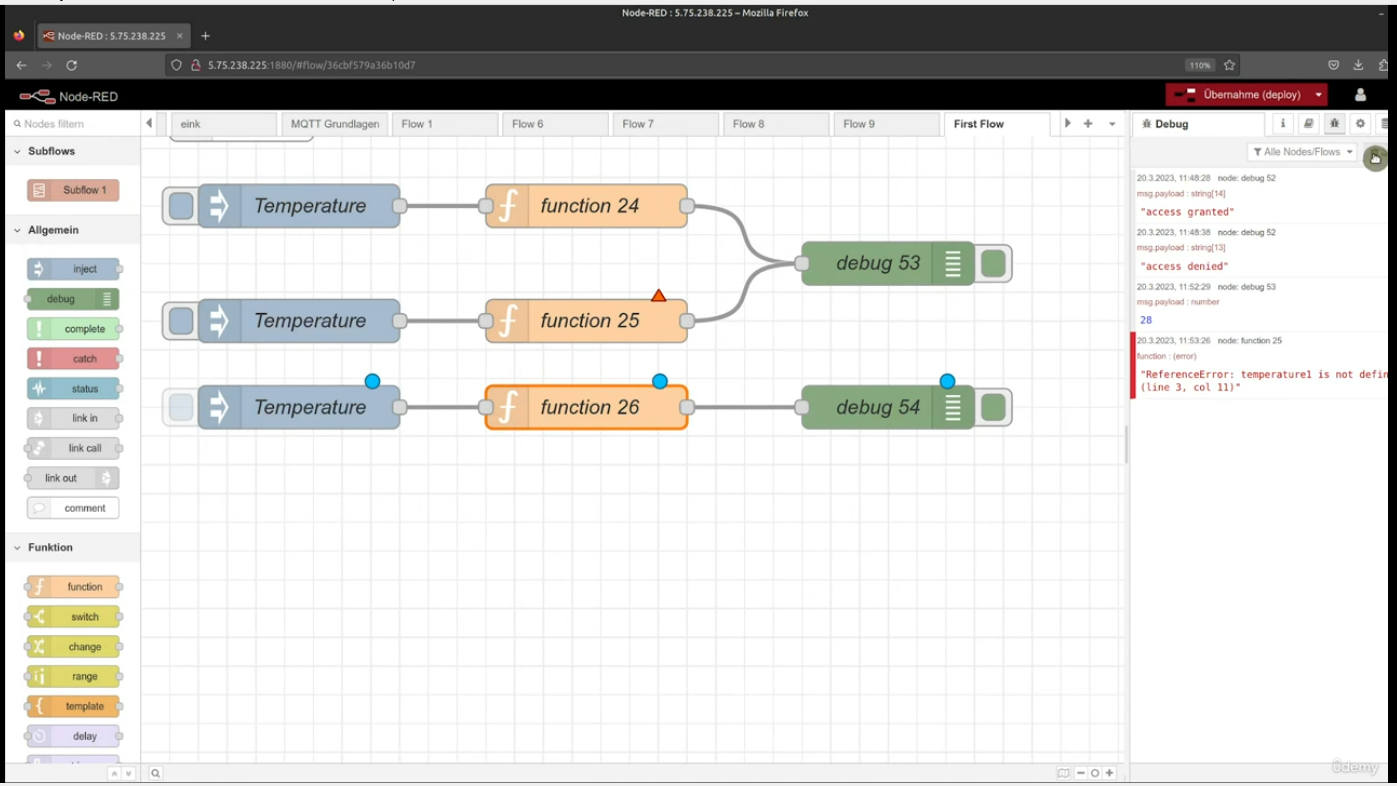 Node-RED : 5.75.238.225 – Mozilla Firefox
Node-RED : 5.75.238.225
5.75.238.225:1880/#flow/36cbf579a36b10d7
110%
Node-RED
Übernahme (deploy)
Nodes filtern
eink
MQTT Grundlagen
Flow 1
Flow 6
Flow 7
Flow 8
Flow 9
First Flow
Debug
Alle Nodes/Flows
Subflows
Subflow 1
Allgemein
inject
debug
complete
catch
status
link in
link call
link out
comment
Funktion
function
switch
change
range
template
delay
Temperature
function 24
debug 53
Temperature
function 25
Temperature
function 26
debug 54
20.3.2023, 11:48:28 node: debug 52
msg.payload : string[14]
"access granted"
20.3.2023, 11:48:38 node: debug 52
msg.payload : string[13]
"access denied"
20.3.2023, 11:52:29 node: debug 53
msg.payload : number
28
20.3.2023, 11:53:26 node: function 25
function : (error)
"ReferenceError: temperature1 is not defin
(line 3, col 11)"
ûdemy